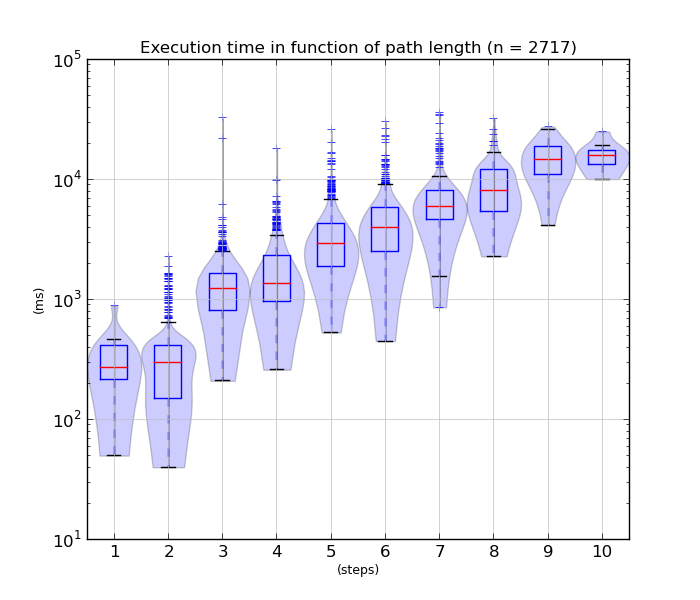 Execution time in function of path length (n = 2717)
10^5
10^4
10^3
10^2
10^1
(ms)
1 2 3 4 5 6 7 8 9 10
(steps)